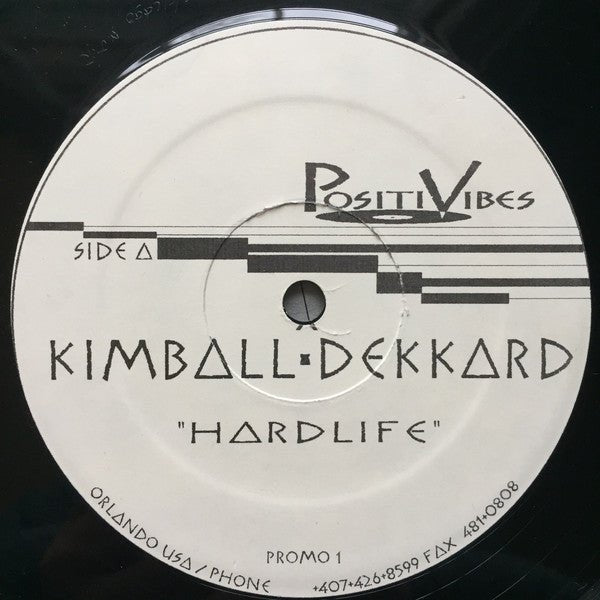 PositiVibes
SIDE A
KIMBALL·DEKKARD
"HARDLIFE"
PROMO 1
ORLANDO USA / PHONE +407+426+8599 FAX 481+0808